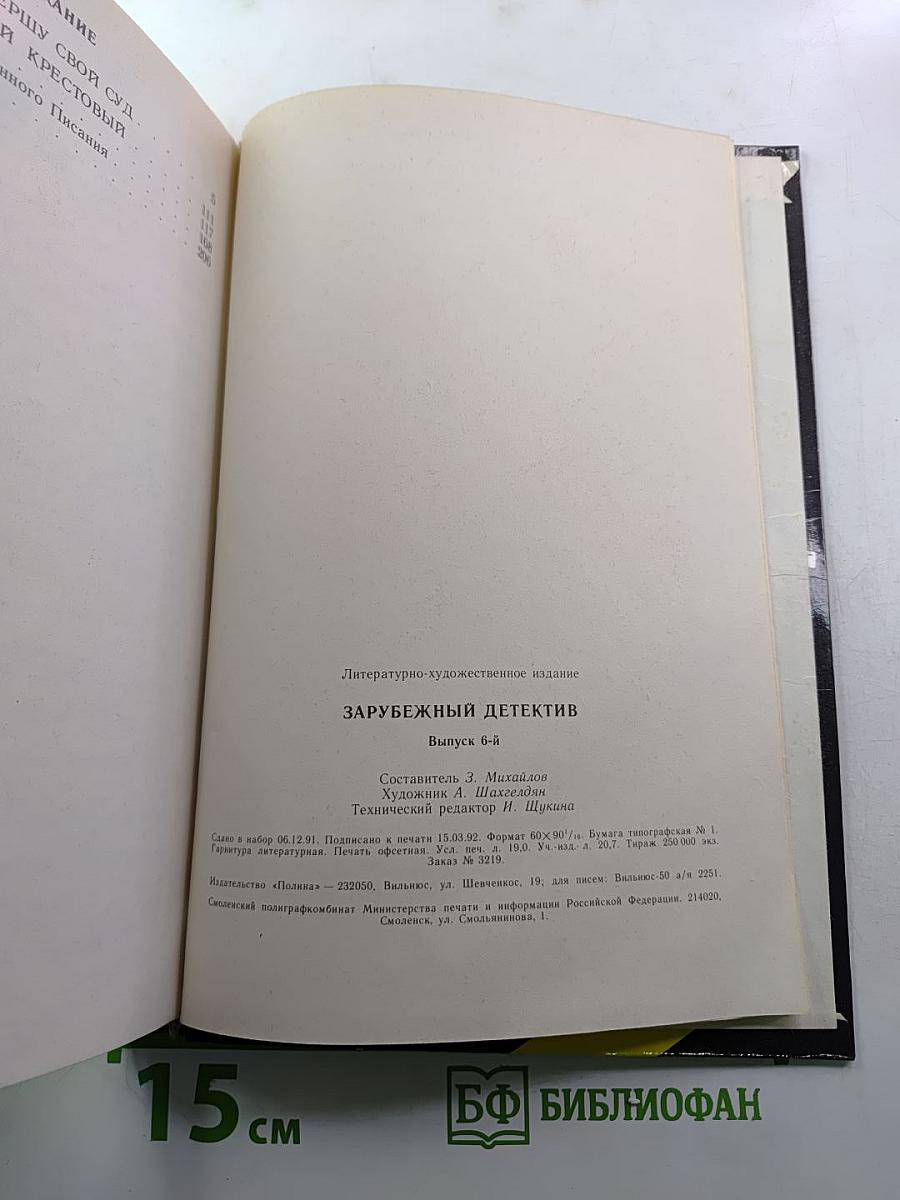 ЕРШУ СВОЙ СУД
Й КРЕСТОВЫЙ
нного Писания
5
111
117
168
206
Литературно-художественное издание
ЗАРУБЕЖНЫЙ ДЕТЕКТИВ
Выпуск 6-й
Составитель З. Михайлов
Художник А. Шахгелдян
Технический редактор И. Щукина
Сдано в набор 06.12.91. Подписано к печати 15.03.92. Формат 60×90¹/₁₆. Бумага типографская № 1.
Гарнитура литературная. Печать офсетная. Усл. печ. л. 19,0. Уч.-изд. л. 20,7. Тираж 250 000 экз.
Заказ № 3219.
Издательство «Полина» — 232050, Вильнюс, ул. Шевченкос, 19; для писем: Вильнюс-50 а/я 2251.
Смоленский полиграфкомбинат Министерства печати и информации Российской Федерации. 214020,
Смоленск, ул. Смольянинова, 1.
15 см
БФ БИБЛИОФАН